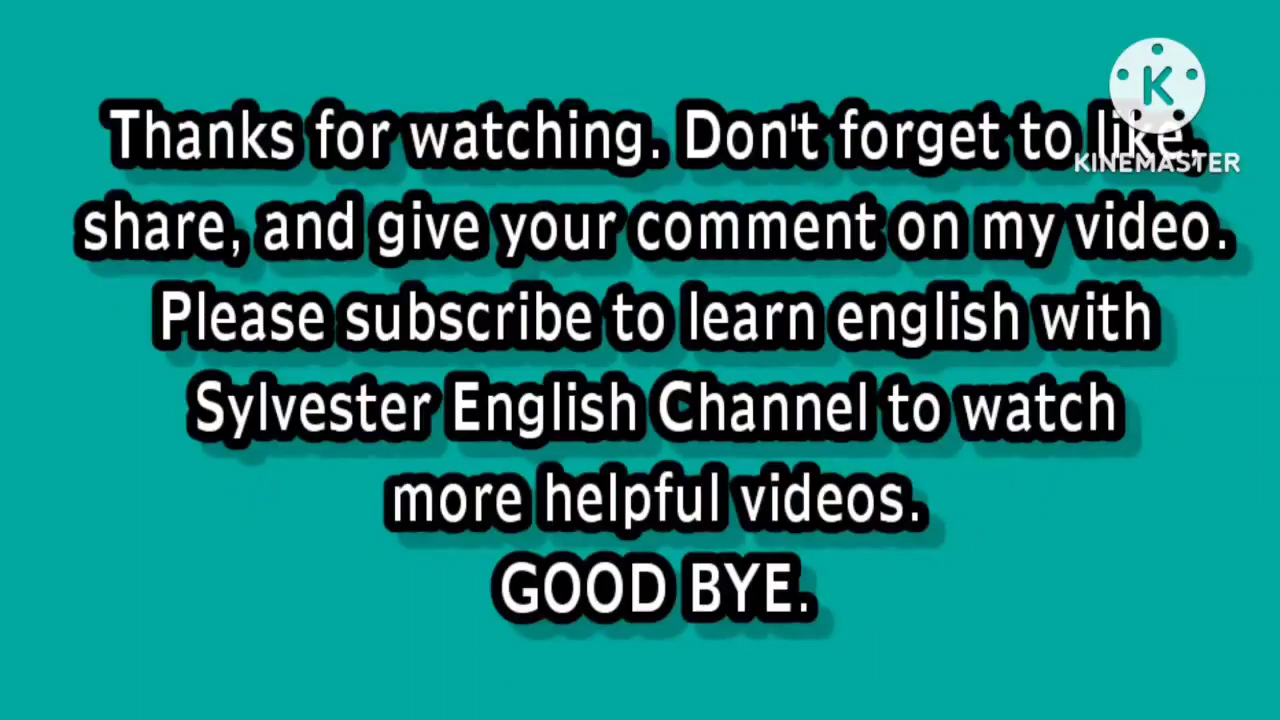 Thanks for watching. Don't forget to like,
share, and give your comment on my video.
Please subscribe to learn english with
Sylvester English Channel to watch
more helpful videos.
GOOD BYE.
K
KINEMASTER